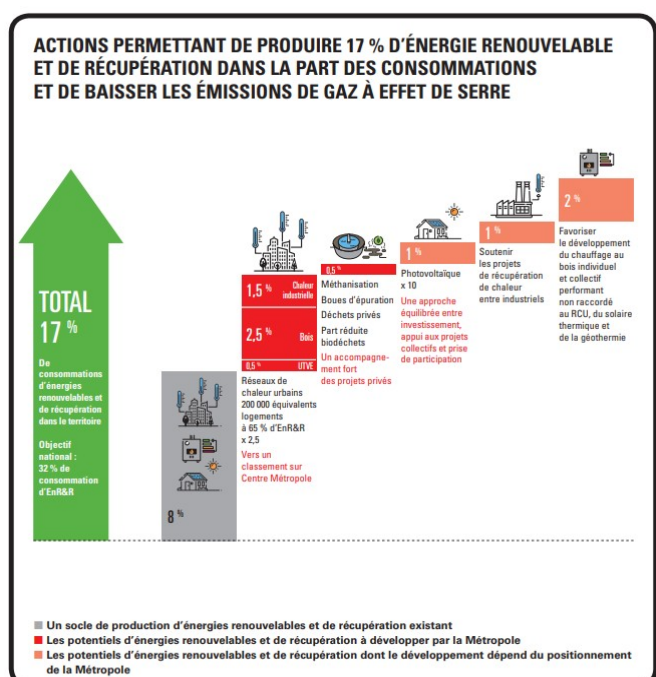 ACTIONS PERMETTANT DE PRODUIRE 17 % D'ÉNERGIE RENOUVELABLE
ET DE RÉCUPÉRATION DANS LA PART DES CONSOMMATIONS
ET DE BAISSER LES ÉMISSIONS DE GAZ À EFFET DE SERRE
TOTAL
17 %
De
consommations
d'énergies
renouvelables et
de récupération
dans le territoire
Objectif
national :
32 % de
consommation
d'EnR&R
8 %
1,5 % Chaleur
industrielle
2,5 % Bois
0,5 % UTVE
Réseaux de
chaleur urbains
200 000 équivalents
logements
à 65 % d'EnR&R
x 2,5
Vers un
classement sur
Centre Métropole
0,5 %
Méthanisation
Boues d'épuration
Déchets privés
Part réduite
biodéchets
Un accompagne-
ment fort
des projets privés
1 %
Photovoltaïque
x 10
Une approche
équilibrée entre
investissement,
appui aux projets
collectifs et prise
de participation
1 %
Soutenir
les projets
de récupération
de chaleur
entre industriels
2 %
Favoriser
le développement
du chauffage au
bois individuel
et collectif
performant
non raccordé
au RCU, du solaire
thermique et
de la géothermie
Un socle de production d'énergies renouvelables et de récupération existant
Les potentiels d'énergies renouvelables et de récupération à développer par la Métropole
Les potentiels d'énergies renouvelables et de récupération dont le développement dépend du positionnement
de la Métropole